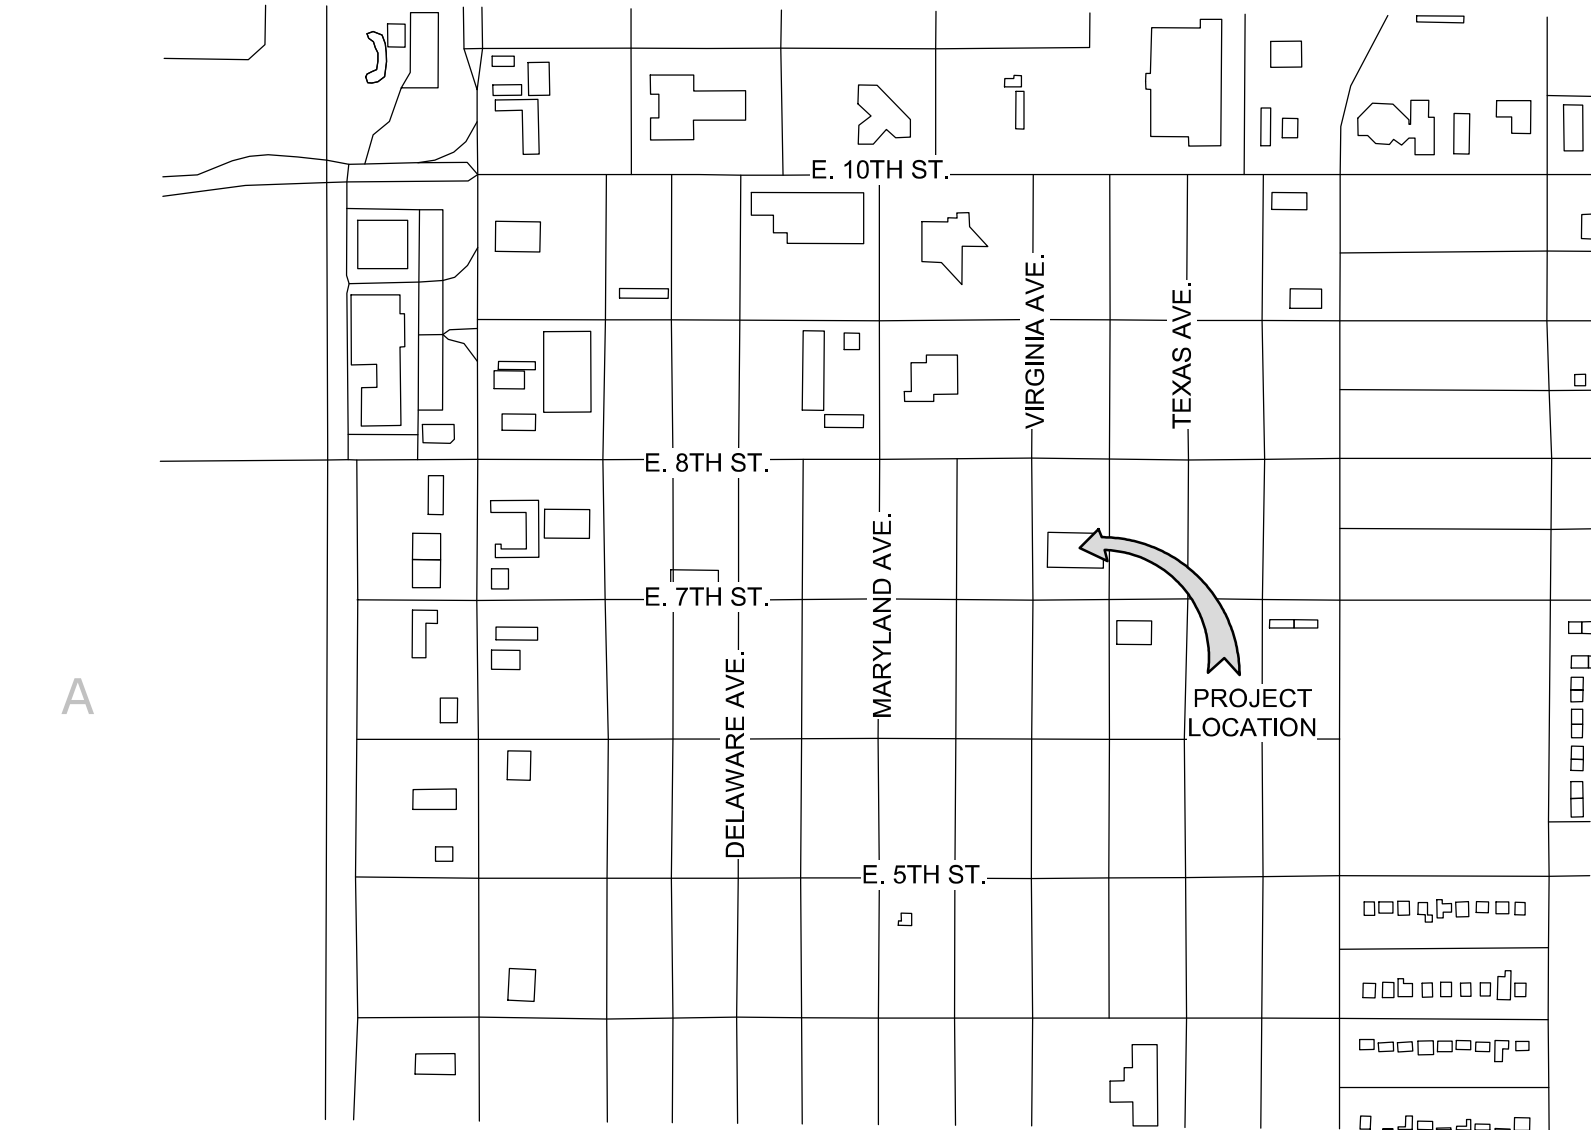 E. 10TH ST.
VIRGINIA AVE.
TEXAS AVE.
E. 8TH ST.
MARYLAND AVE.
E. 7TH ST.
DELAWARE AVE.
A
PROJECT
LOCATION
E. 5TH ST.